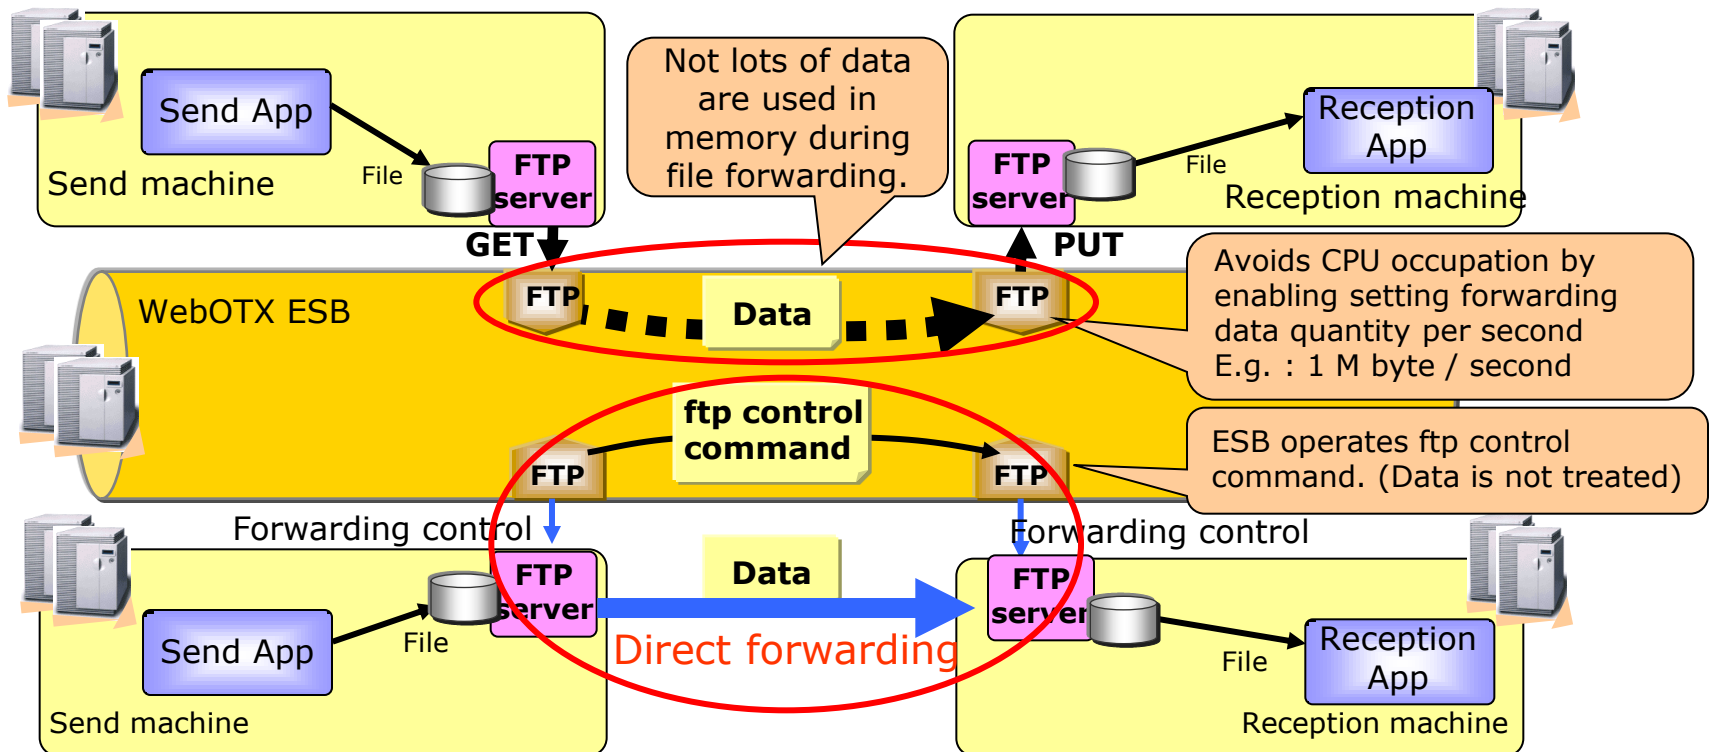 Send App
File
Send machine
FTP
server
GET
Not lots of data
are used in
memory during
file forwarding.
FTP
server
PUT
File
Reception
App
Reception machine
WebOTX ESB
FTP
Data
FTP
Avoids CPU occupation by
enabling setting forwarding
data quantity per second
E.g. : 1 M byte / second
ftp control
command
FTP
FTP
ESB operates ftp control
command. (Data is not treated)
Forwarding control
Forwarding control
FTP
server
Data
Direct forwarding
FTP
server
Send App
File
Send machine
File
Reception
App
Reception machine